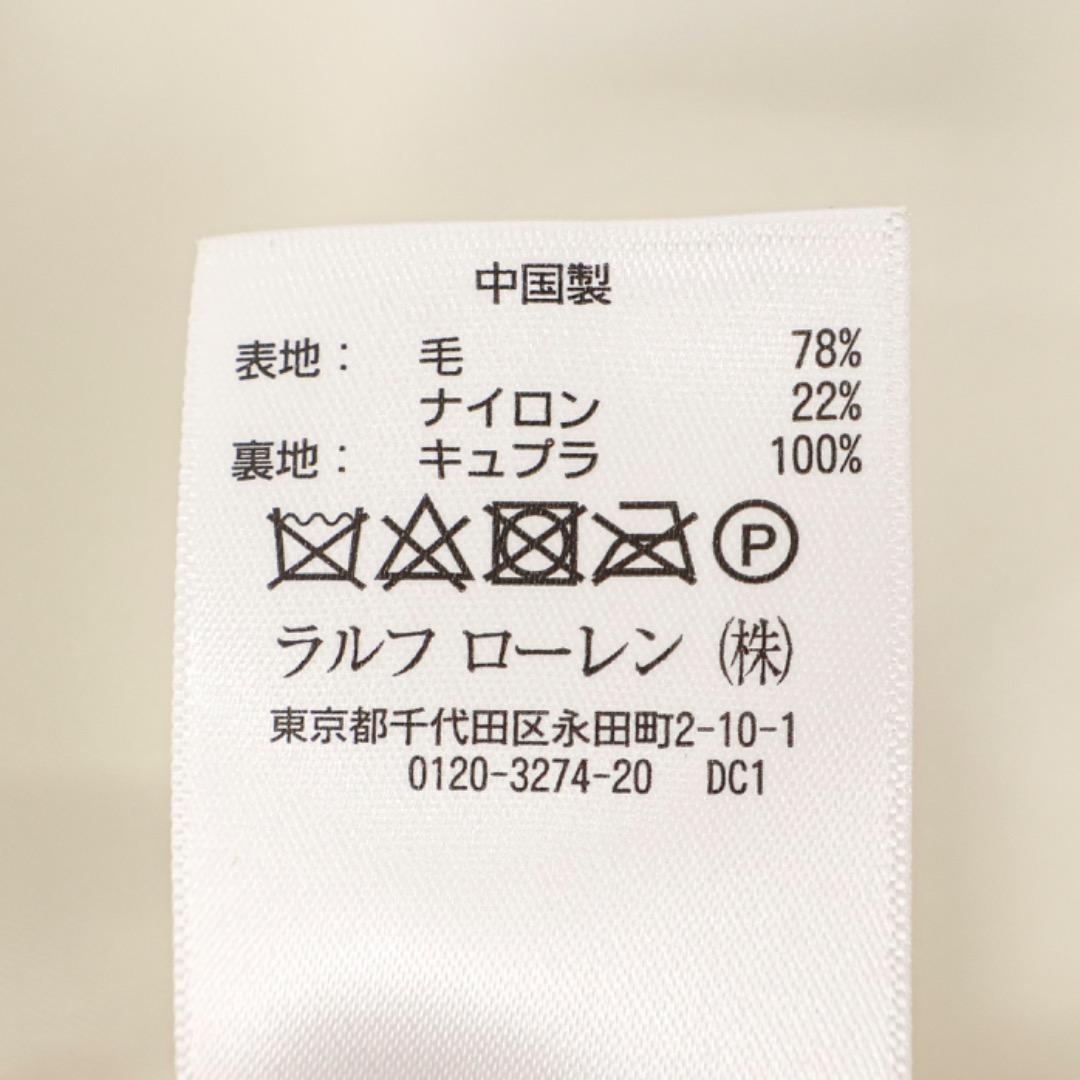 中国製
表地： 毛 78%
ナイロン 22%
裏地： キュプラ 100%
P
ラルフ ローレン ㈱
東京都千代田区永田町2-10-1
0120-3274-20 DC1